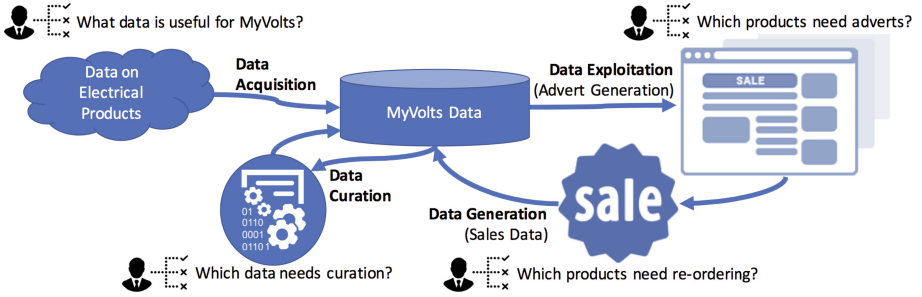 What data is useful for MyVolts?
Which products need adverts?
Data on
Electrical
Products
Data
Acquisition
MyVolts Data
Data Exploitation
(Advert Generation)
SALE
Data
Curation
01
0110
0001
01101
Data Generation
(Sales Data)
sale
Which data needs curation?
Which products need re-ordering?